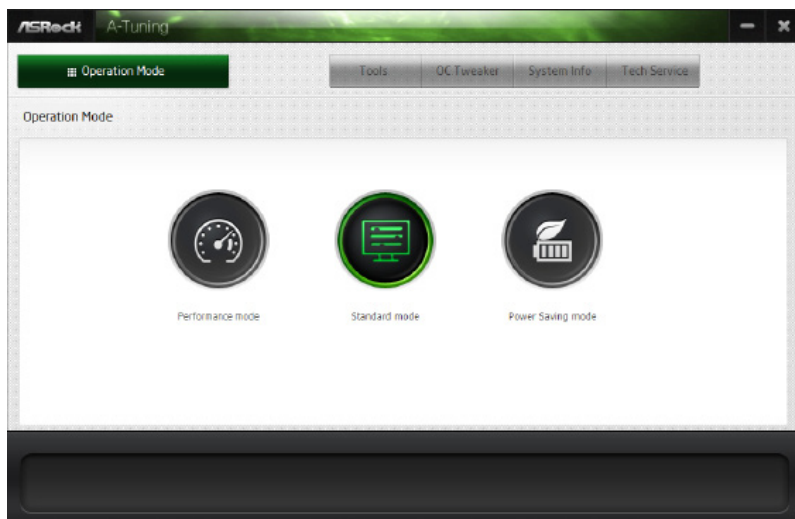 ASRock A-Tuning
Operation Mode Tools OC Tweaker System Info Tech Service
Operation Mode
Performance mode Standard mode Power Saving mode